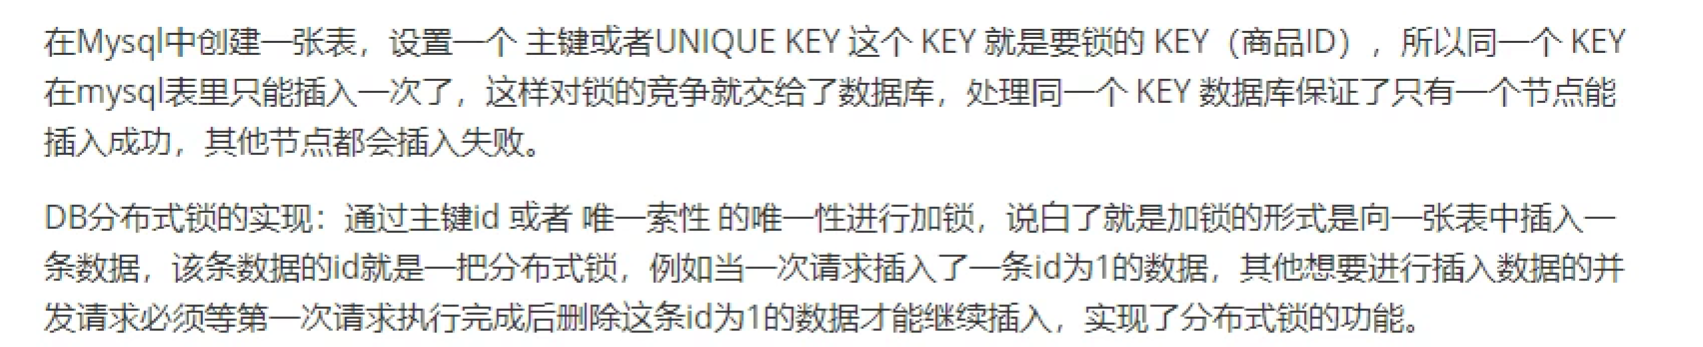 在Mysql中创建一张表，设置一个 主键或者UNIQUE KEY 这个 KEY 就是要锁的 KEY（商品ID），所以同一个 KEY
在mysql表里只能插入一次了，这样对锁的竞争就交给了数据库，处理同一个 KEY 数据库保证了只有一个节点能
插入成功，其他节点都会插入失败。
DB分布式锁的实现：通过主键id 或者 唯一索性 的唯一性进行加锁，说白了就是加锁的形式是向一张表中插入一
条数据，该条数据的id就是一把分布式锁，例如当一次请求插入了一条id为1的数据，其他想要进行插入数据的并
发请求必须等第一次请求执行完成后删除这条id为1的数据才能继续插入，实现了分布式锁的功能。